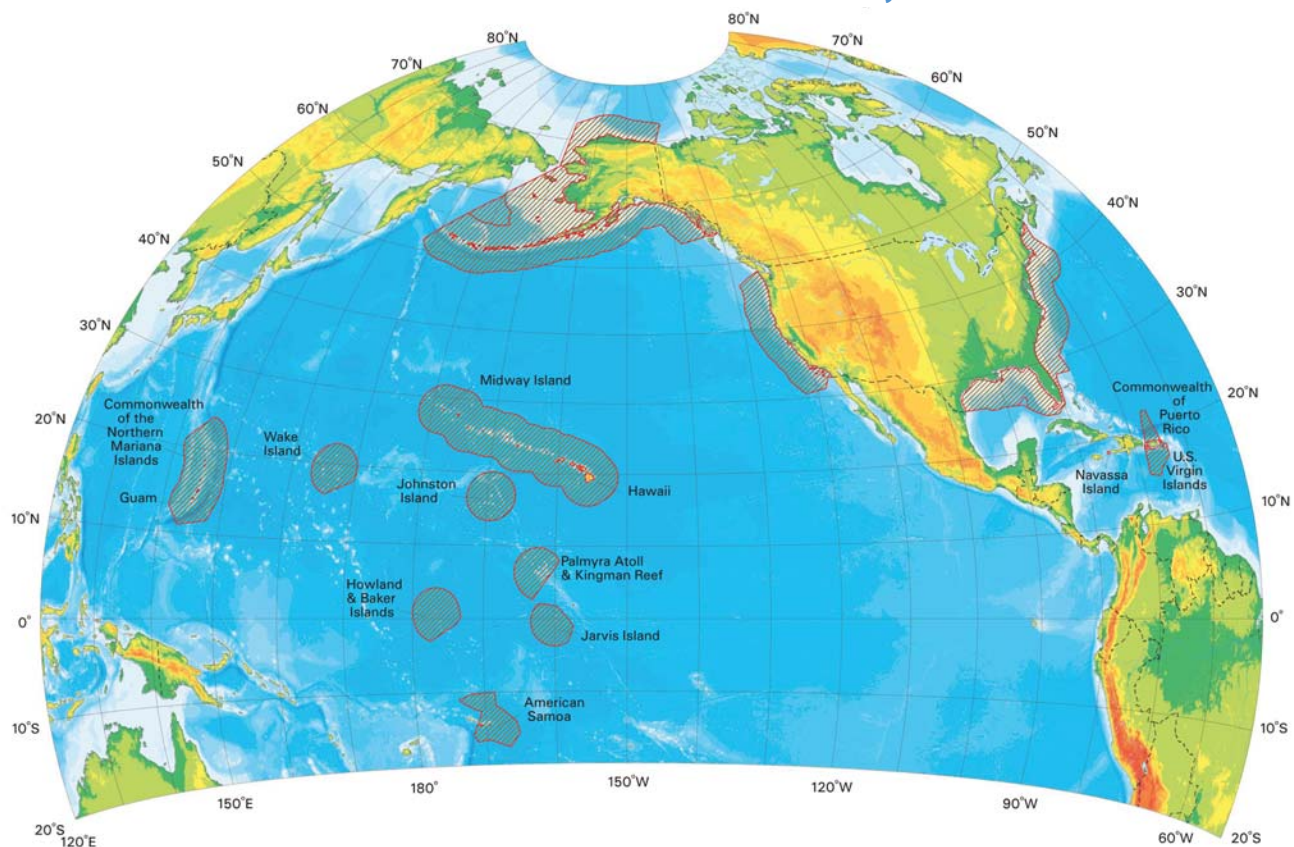 80°N
80°N
70°N
70°N
60°N
60°N
50°N
50°N
40°N
40°N
30°N
30°N
20°N
20°N
10°N
10°N
0°
0°
10°S
10°S
20°S
20°S
120°E
150°E
180°
150°W
120°W
90°W
60°W
Midway Island
Commonwealth
of the
Northern
Mariana
Islands
Guam
Wake
Island
Johnston
Island
Hawaii
Commonwealth
of
Puerto
Rico
Navassa
Island
U.S.
Virgin
Islands
Palmyra Atoll
& Kingman Reef
Howland
& Baker
Islands
Jarvis Island
American
Samoa